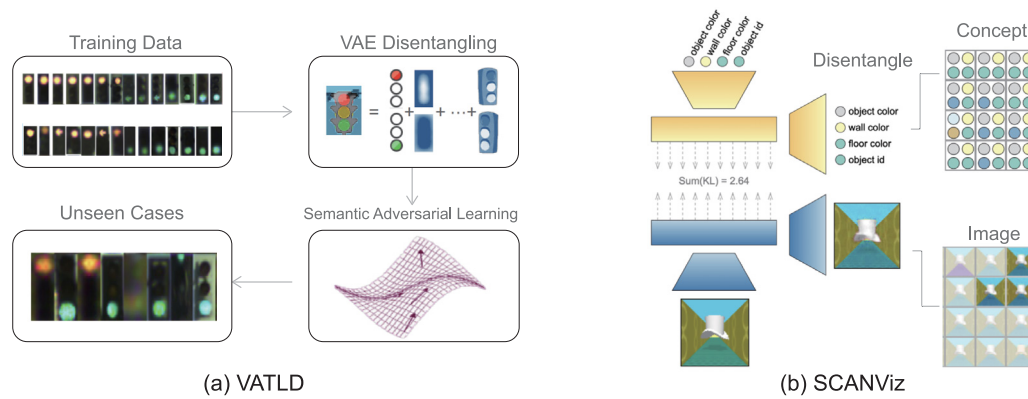 Training Data
VAE Disentangling
= + + ...+
Unseen Cases
Semantic Adversarial Learning
(a) VATLD
object color
wall color
floor color
object id
Disentangle
Concept
object color
wall color
floor color
object id
Sum(KL) = 2.64
Image
(b) SCANViz